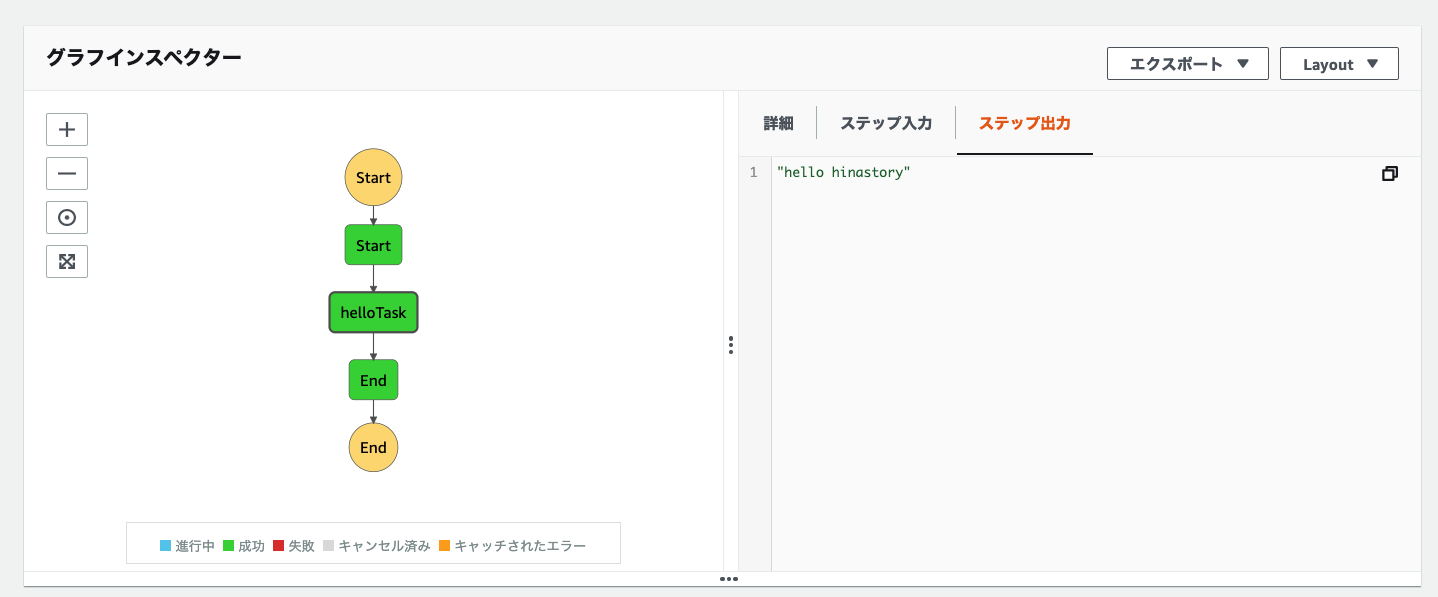 グラフインスペクター
エクスポート ▼
Layout ▼
Start
Start
helloTask
End
End
進行中 成功 失敗 キャンセル済み キャッチされたエラー
詳細 ステップ入力 ステップ出力
1 "hello hinastory"